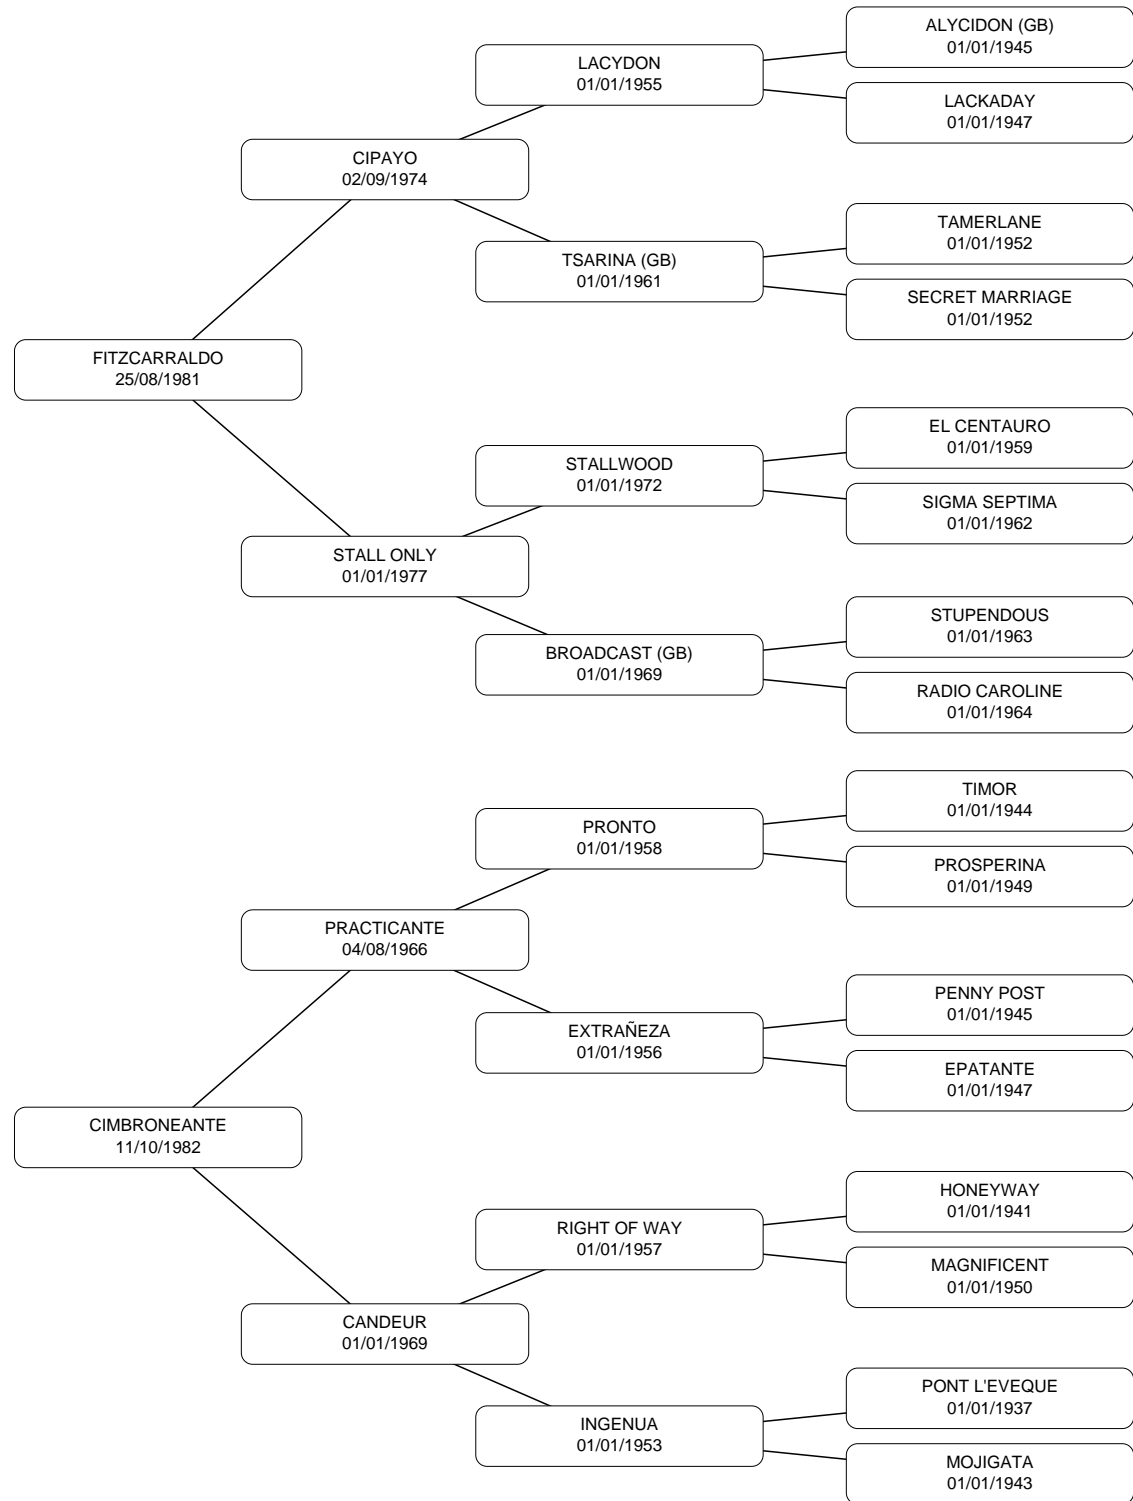 ALYCIDON (GB)
01/01/1945
LACYDON
01/01/1955
LACKADAY
01/01/1947
CIPAYO
02/09/1974
TAMERLANE
01/01/1952
TSARINA (GB)
01/01/1961
SECRET MARRIAGE
01/01/1952
FITZCARRALDO
25/08/1981
EL CENTAURO
01/01/1959
STALLWOOD
01/01/1972
SIGMA SEPTIMA
01/01/1962
STALL ONLY
01/01/1977
STUPENDOUS
01/01/1963
BROADCAST (GB)
01/01/1969
RADIO CAROLINE
01/01/1964
TIMOR
01/01/1944
PRONTO
01/01/1958
PROSPERINA
01/01/1949
PRACTICANTE
04/08/1966
PENNY POST
01/01/1945
EXTRAÑEZA
01/01/1956
EPATANTE
01/01/1947
CIMBRONEANTE
11/10/1982
HONEYWAY
01/01/1941
RIGHT OF WAY
01/01/1957
MAGNIFICENT
01/01/1950
CANDEUR
01/01/1969
PONT L'EVEQUE
01/01/1937
INGENUA
01/01/1953
MOJIGATA
01/01/1943